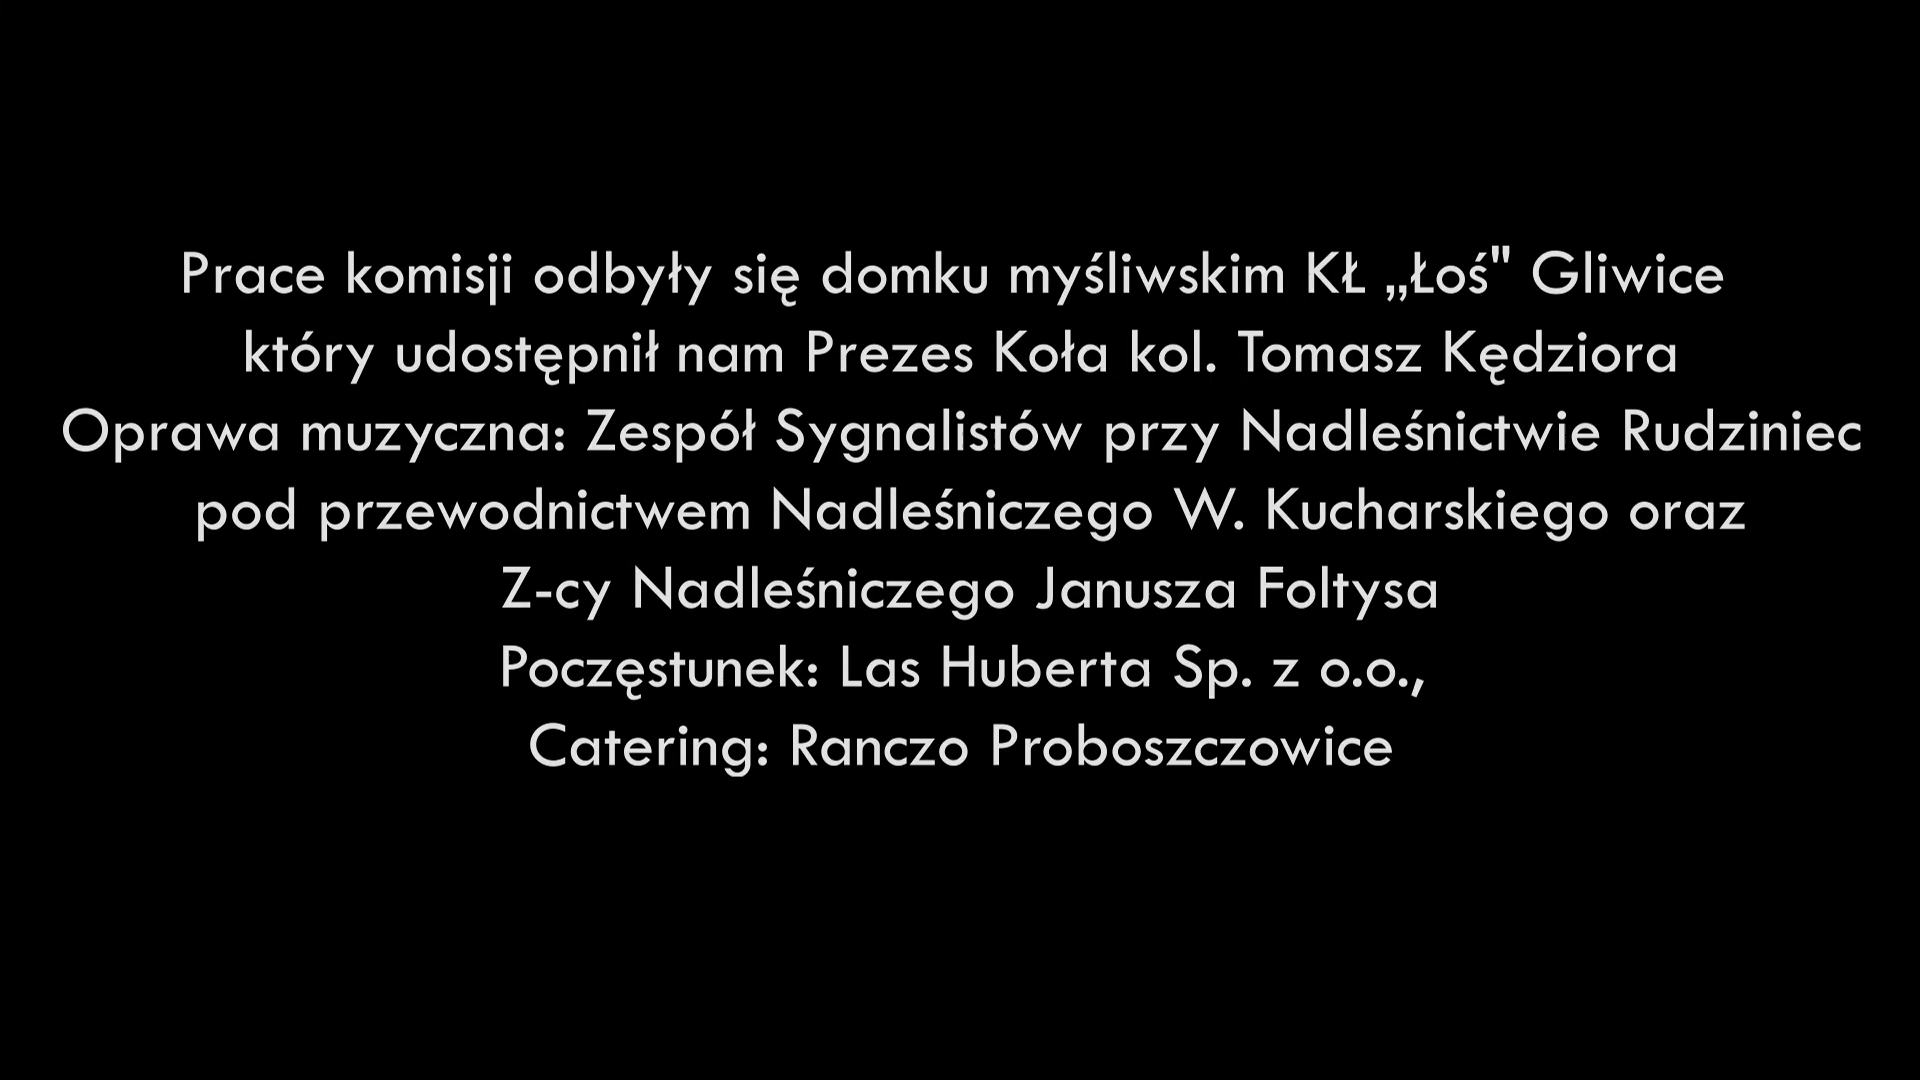 Prace komisji odbyły się domku myśliwskim KŁ „Łoś" Gliwice
który udostępnił nam Prezes Koła kol. Tomasz Kędziora
Oprawa muzyczna: Zespół Sygnalistów przy Nadleśnictwie Rudziniec
pod przewodnictwem Nadleśniczego W. Kucharskiego oraz
Z-cy Nadleśniczego Janusza Foltysa
Poczęstunek: Las Huberta Sp. z o.o.,
Catering: Ranczo Proboszczowice